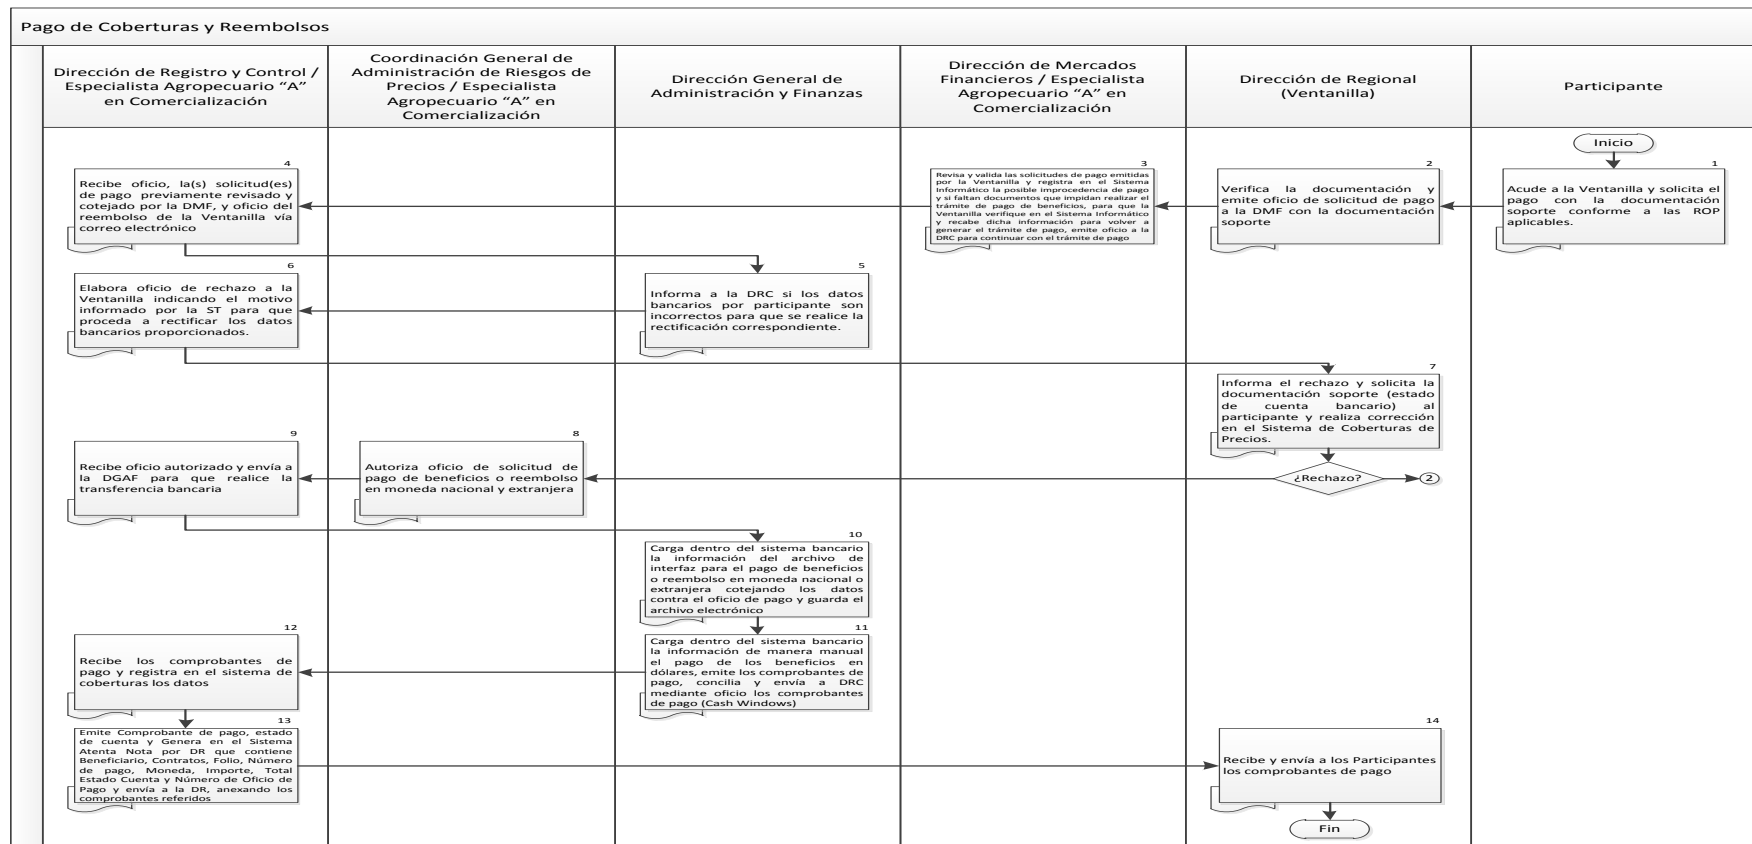 Pago de Coberturas y Reembolsos
Dirección de Registro y Control /
Especialista Agropecuario “A”
en Comercialización
Coordinación General de
Administración de Riesgos de
Precios / Especialista
Agropecuario “A” en
Comercialización
Dirección General de
Administración y Finanzas
Dirección de Mercados
Financieros / Especialista
Agropecuario “A” en
Comercialización
Dirección de Regional
(Ventanilla)
Participante
Inicio
1
Acude a la Ventanilla y solicita el
pago con la documentación
soporte conforme a las ROP
aplicables.
2
Verifica la documentación y
emite oficio de solicitud de pago
a la DMF con la documentación
soporte
3
Revisa y valida las solicitudes de pago emitidas
por la Ventanilla y registra en el Sistema
Informático la posible improcedencia de pago
y si faltan documentos que impidan realizar el
trámite de pago de beneficios, para que la
Ventanilla verifique en el Sistema Informático
y recabe dicha información para volver a
generar el trámite de pago, emite oficio a la
DRC para continuar con el trámite de pago
4
Recibe oficio, la(s) solicitud(es)
de pago previamente revisado y
cotejado por la DMF, y oficio del
reembolso de la Ventanilla vía
correo electrónico
5
Informa a la DRC si los datos
bancarios por participante son
incorrectos para que se realice la
rectificación correspondiente.
6
Elabora oficio de rechazo a la
Ventanilla indicando el motivo
informado por la ST para que
proceda a rectificar los datos
bancarios proporcionados.
7
Informa el rechazo y solicita la
documentación soporte (estado
de cuenta bancario) al
participante y realiza corrección
en el Sistema de Coberturas de
Precios.
¿Rechazo?
2
8
Autoriza oficio de solicitud de
pago de beneficios o reembolso
en moneda nacional y extranjera
9
Recibe oficio autorizado y envía a
la DGAF para que realice la
transferencia bancaria
10
Carga dentro del sistema bancario
la información del archivo de
interfaz para el pago de beneficios
o reembolso en moneda nacional o
extranjera cotejando los datos
contra el oficio de pago y guarda el
archivo electrónico
11
Carga dentro del sistema bancario
la información de manera manual
el pago de los beneficios en
dólares, emite los comprobantes de
pago, concilia y envía a DRC
mediante oficio los comprobantes
de pago (Cash Windows)
12
Recibe los comprobantes de
pago y registra en el sistema de
coberturas los datos
13
Emite Comprobante de pago, estado
de cuenta y Genera en el Sistema
Atenta Nota por DR que contiene
Beneficiario, Contratos, Folio, Número
de pago, Moneda, Importe, Total
Estado Cuenta y Número de Oficio de
Pago y envía a la DR, anexando los
comprobantes referidos
14
Recibe y envía a los Participantes
los comprobantes de pago
Fin